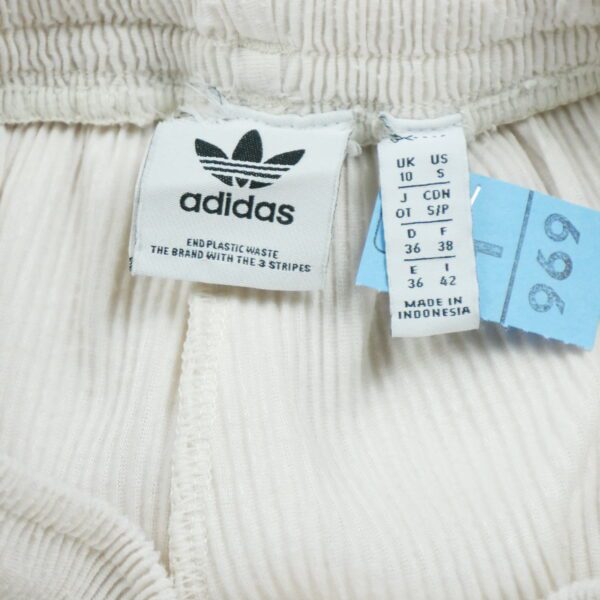 adidas
END PLASTIC WASTE
THE BRAND WITH THE 3 STRIPES
UK US
10 S
J CDN
OT S/P
D F
36 38
E I
36 42
MADE IN
INDONESIA